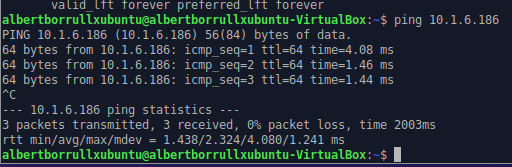 valid_lft forever preferred_lft forever
albertborrullxubuntu@albertborrullxubuntu-VirtualBox:~$ ping 10.1.6.186
PING 10.1.6.186 (10.1.6.186) 56(84) bytes of data.
64 bytes from 10.1.6.186: icmp_seq=1 ttl=64 time=4.08 ms
64 bytes from 10.1.6.186: icmp_seq=2 ttl=64 time=1.46 ms
64 bytes from 10.1.6.186: icmp_seq=3 ttl=64 time=1.44 ms
^C
--- 10.1.6.186 ping statistics ---
3 packets transmitted, 3 received, 0% packet loss, time 2003ms
rtt min/avg/max/mdev = 1.438/2.324/4.080/1.241 ms
albertborrullxubuntu@albertborrullxubuntu-VirtualBox:~$